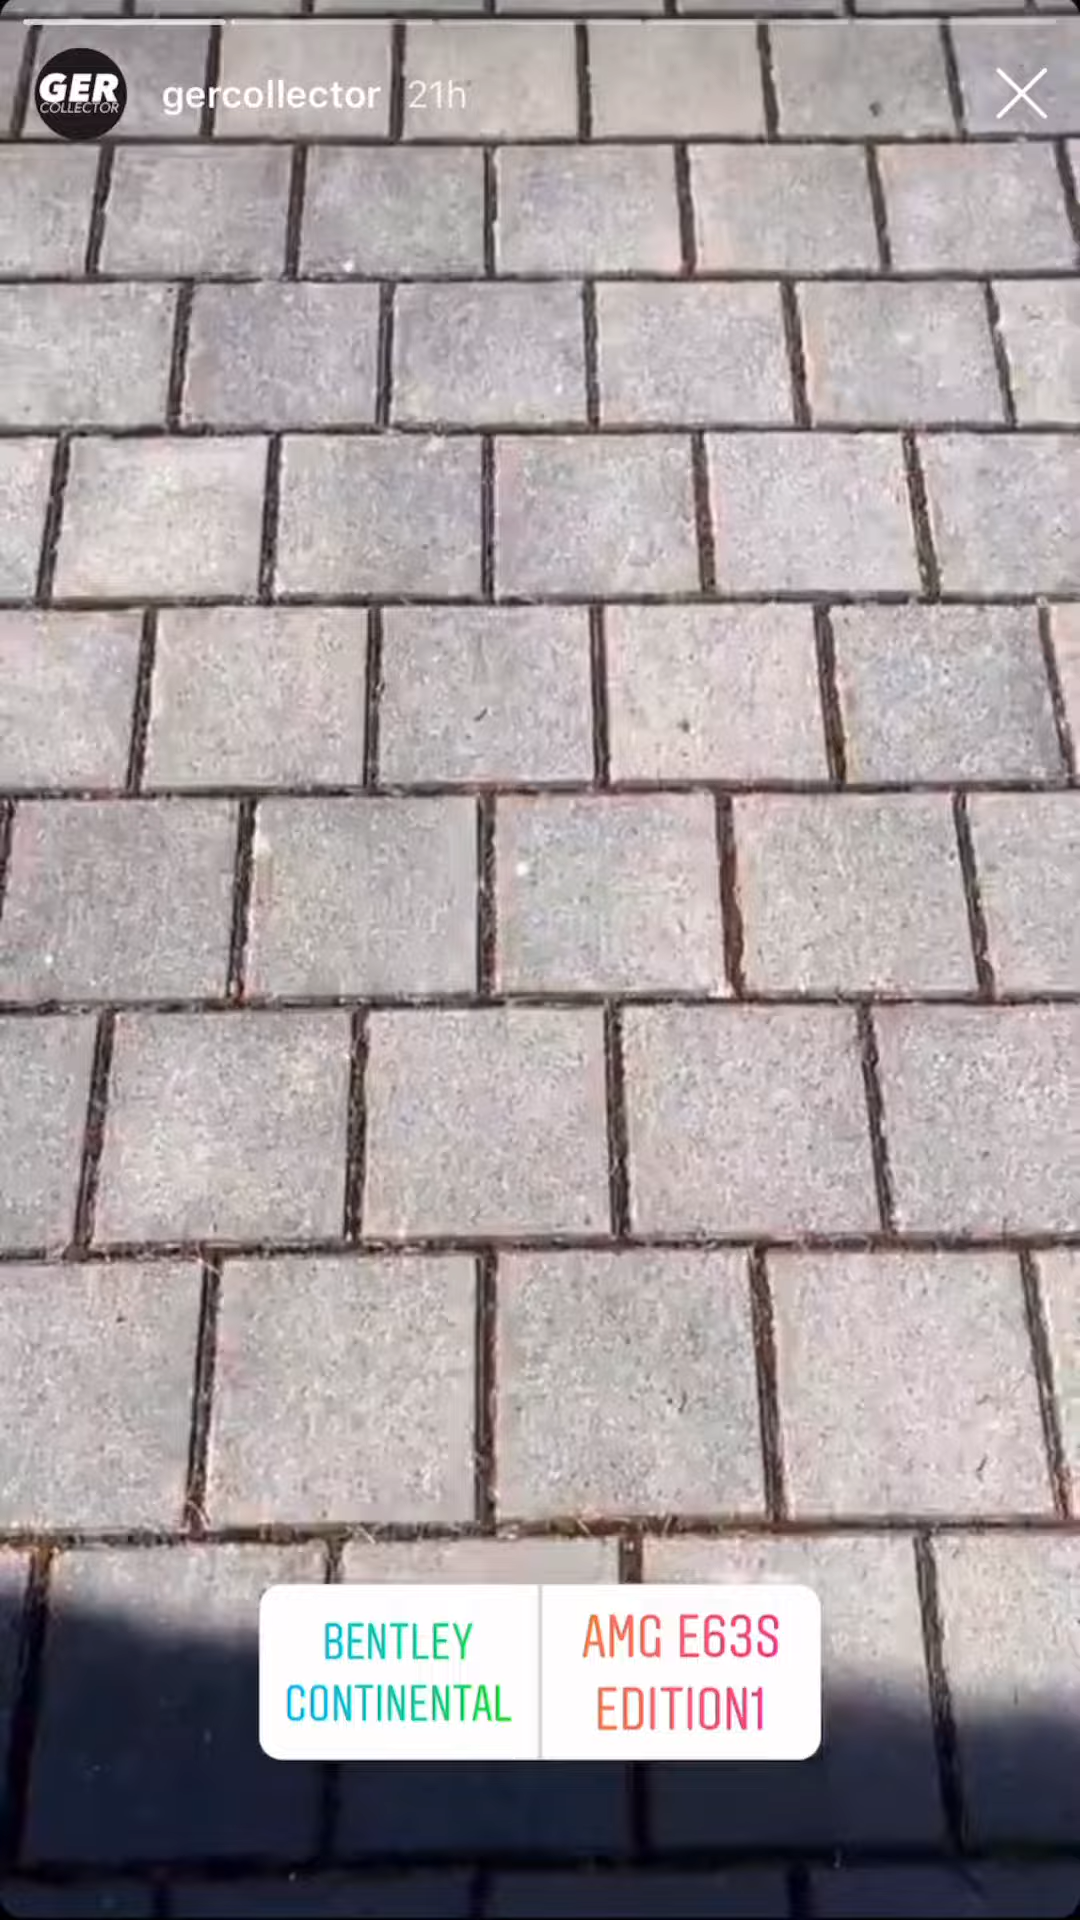 GER
COLLECTOR
gercollector 21h
BENTLEY
CONTINENTAL
AMG E63S
EDITION1